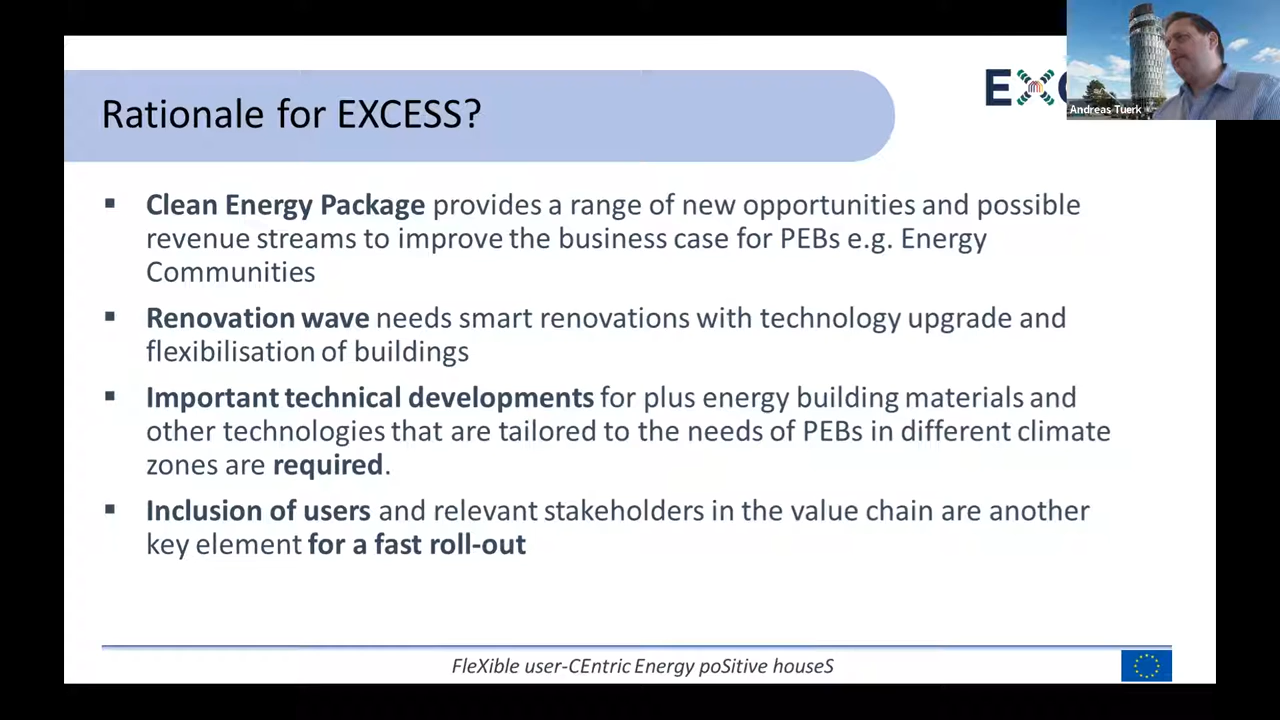 Rationale for EXCESS?
EX
Andreas Tuerk
▪ Clean Energy Package provides a range of new opportunities and possible
revenue streams to improve the business case for PEBs e.g. Energy
Communities
▪ Renovation wave needs smart renovations with technology upgrade and
flexibilisation of buildings
▪ Important technical developments for plus energy building materials and
other technologies that are tailored to the needs of PEBs in different climate
zones are required.
▪ Inclusion of users and relevant stakeholders in the value chain are another
key element for a fast roll-out
FleXible user-CEntric Energy poSitive houseS